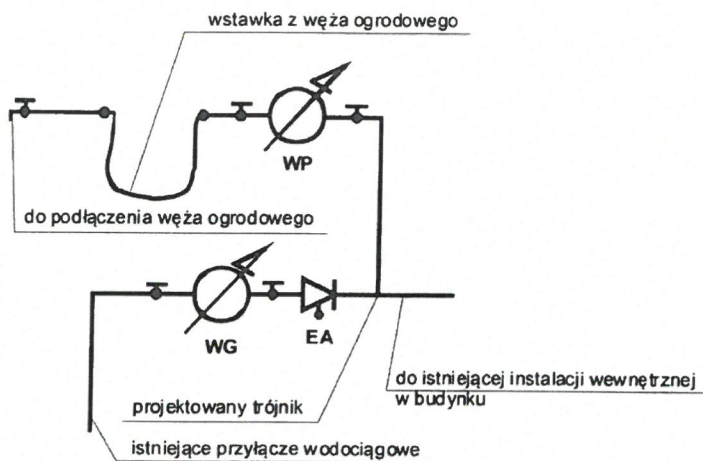 wstawka z węża ogrodowego
WP
do podłączenia węża ogrodowego
WG
EA
do istniejącej instalacji wewnętrznej
w budynku
projektowany trójnik
istniejące przyłącze wodociągowe